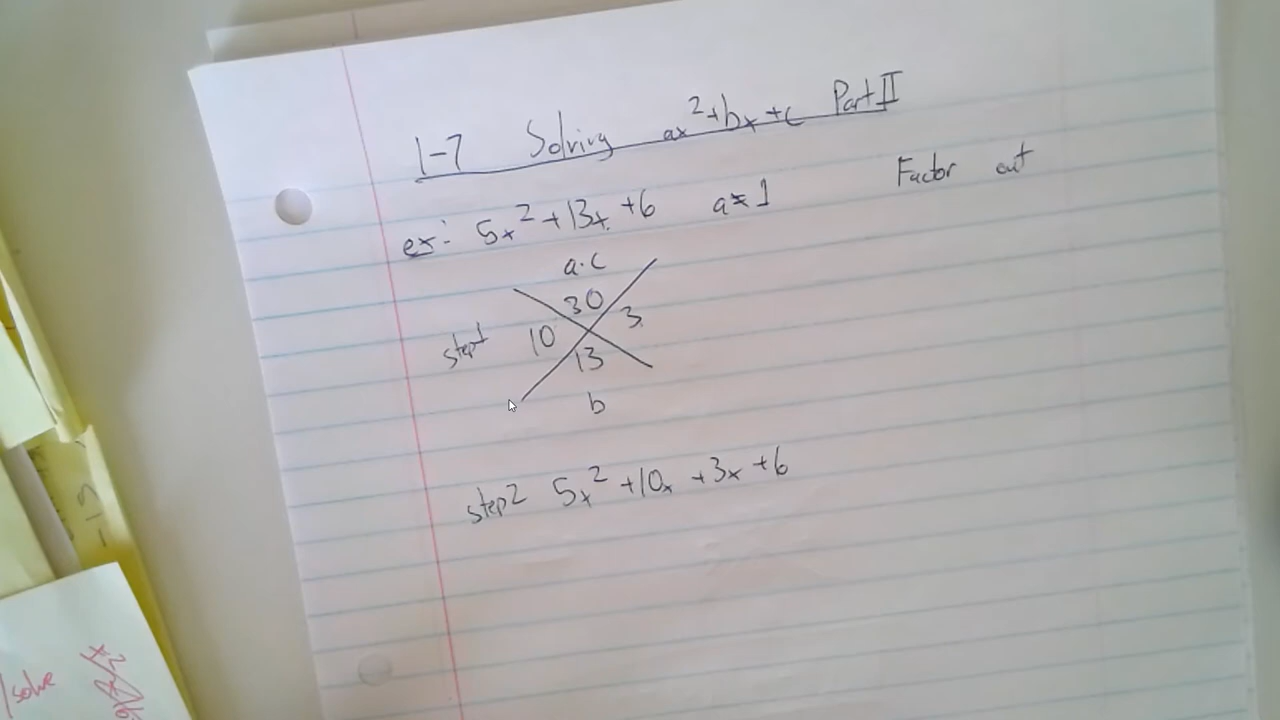 1-7 Solving ax²+bx+c Part II
Factor out
ex: 5x²+13x+6 a≠1
a·c
30
step1 10 3
13
b
step2 5x²+10x+3x+6
-19
/solve